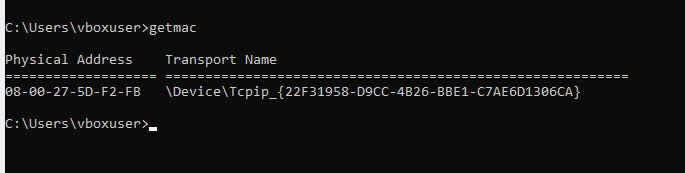 C:\Users\vboxuser>getmac
Physical Address    Transport Name
=================== ==========================================================
08-00-27-5D-F2-FB   \Device\Tcpip_{22F31958-D9CC-4B26-BBE1-C7AE6D1306CA}
C:\Users\vboxuser>